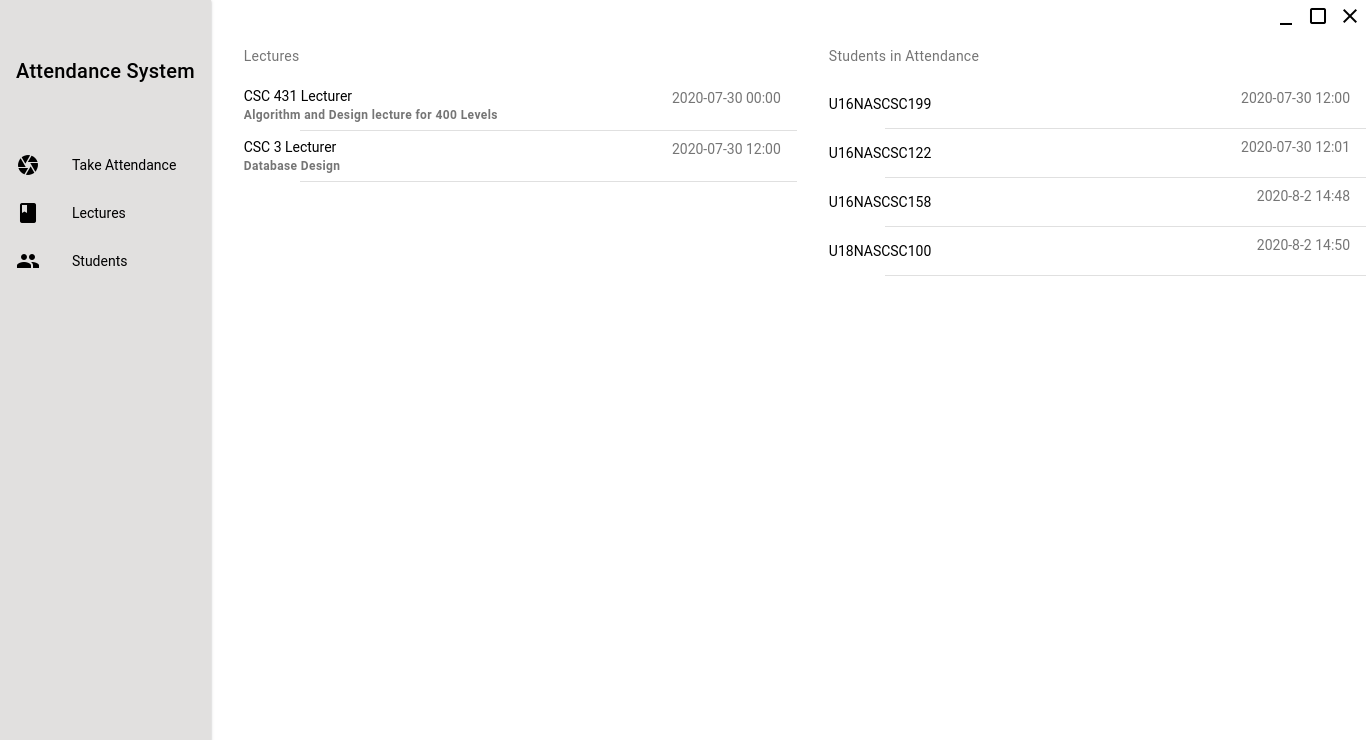 Attendance System
Take Attendance
Lectures
Students
Lectures
CSC 431 Lecturer 2020-07-30 00:00
Algorithm and Design lecture for 400 Levels
CSC 3 Lecturer 2020-07-30 12:00
Database Design
Students in Attendance
U16NASCSC199 2020-07-30 12:00
U16NASCSC122 2020-07-30 12:01
U16NASCSC158 2020-8-2 14:48
U18NASCSC100 2020-8-2 14:50